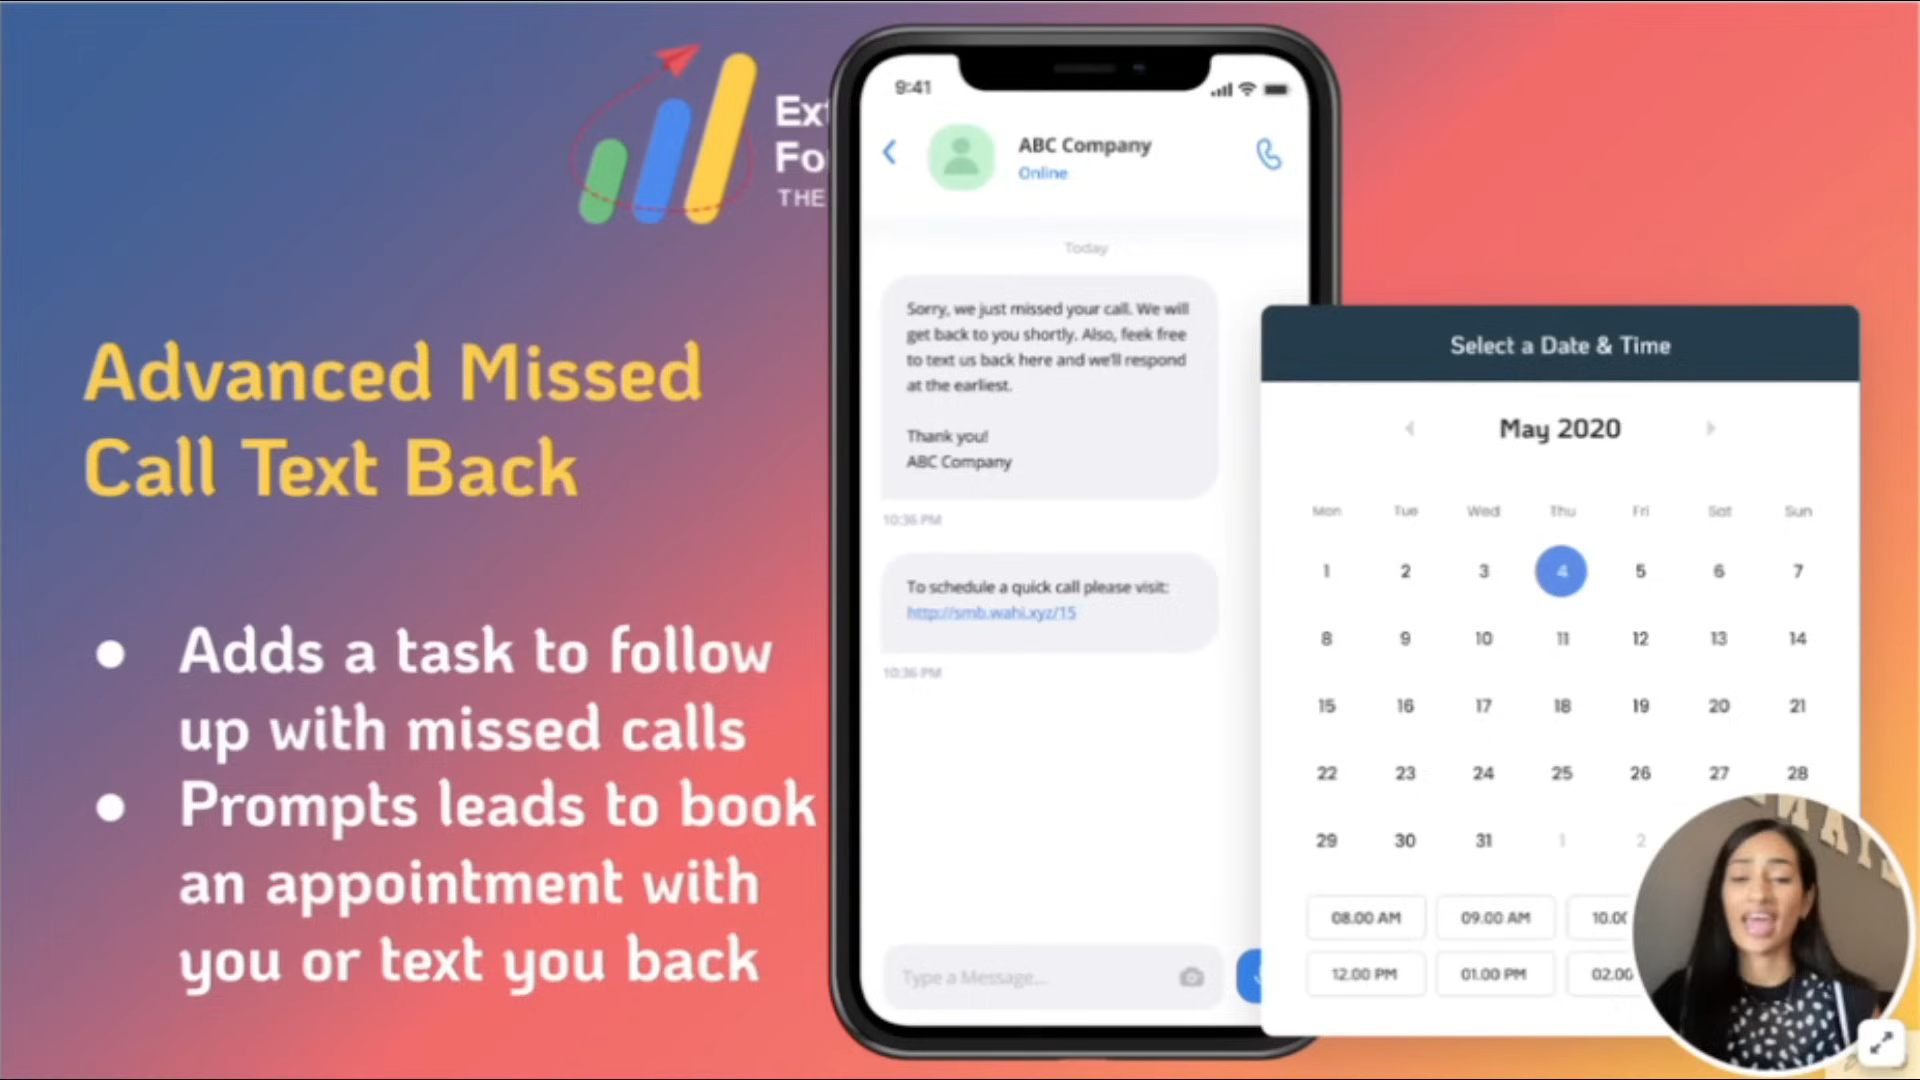 9:41
ABC Company
Online
Today
Sorry, we just missed your call. We will
get back to you shortly. Also, feek free
to text us back here and we'll respond
at the earliest.
Thank you!
ABC Company
10:36 PM
To schedule a quick call please visit:
http://smb.wahi.xyz/15
10:36 PM
Type a Message...
Ext
Fo
THE
Advanced Missed
Call Text Back
● Adds a task to follow
up with missed calls
● Prompts leads to book
an appointment with
you or text you back
Select a Date & Time
May 2020
Mon Tue Wed Thu Fri Sat Sun
1 2 3 4 5 6 7
8 9 10 11 12 13 14
15 16 17 18 19 20 21
22 23 24 25 26 27 28
29 30 31 1 2
08.00 AM 09.00 AM 10.00
12.00 PM 01.00 PM 02.00